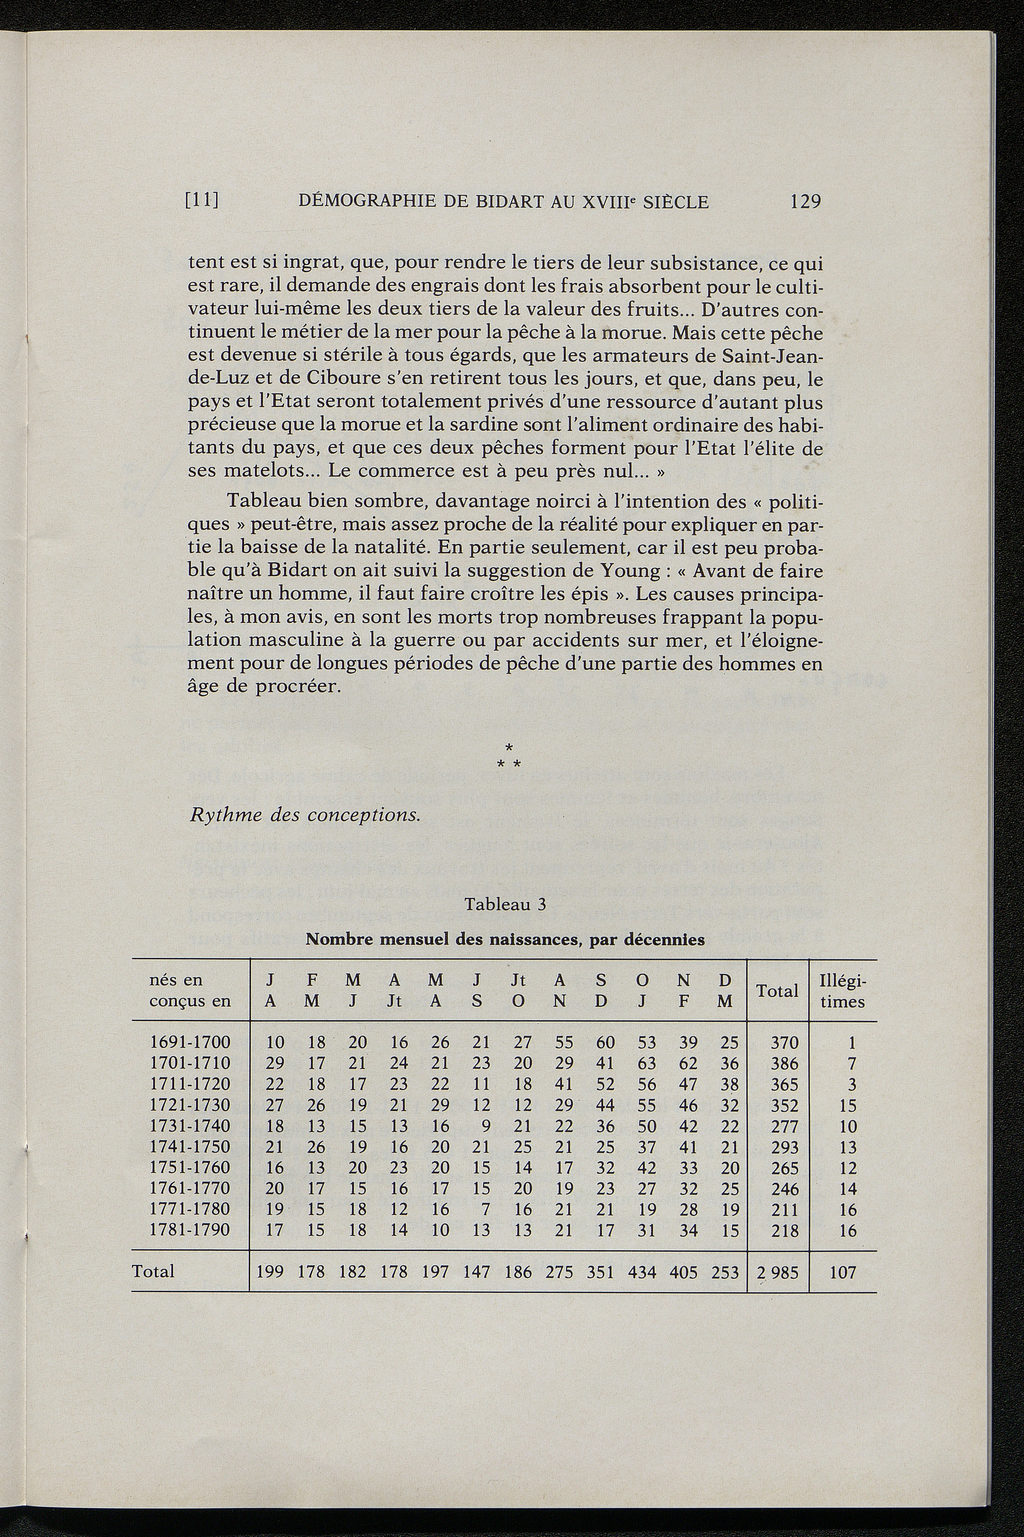 [11] DÉMOGRAPHIE DE BIDART AU XVIIIe SIÈCLE 129
tent est si ingrat, que, pour rendre le tiers de leur subsistance, ce qui
est rare, il demande des engrais dont les frais absorbent pour le culti-
vateur lui-même les deux tiers de la valeur des fruits... D'autres con-
tinuent le métier de la mer pour la pêche à la morue. Mais cette pêche
est devenue si stérile à tous égards, que les armateurs de Saint-Jean-
de-Luz et de Ciboure s'en retirent tous les jours, et que, dans peu, le
pays et l'Etat seront totalement privés d'une ressource d'autant plus
précieuse que la morue et la sardine sont l'aliment ordinaire des habi-
tants du pays, et que ces deux pêches forment pour l'Etat l'élite de
ses matelots... Le commerce est à peu près nul... »
Tableau bien sombre, davantage noirci à l'intention des « politi-
ques » peut-être, mais assez proche de la réalité pour expliquer en par-
tie la baisse de la natalité. En partie seulement, car il est peu proba-
ble qu'à Bidart on ait suivi la suggestion de Young : « Avant de faire
naître un homme, il faut faire croître les épis ». Les causes principa-
les, à mon avis, en sont les morts trop nombreuses frappant la popu-
lation masculine à la guerre ou par accidents sur mer, et l'éloigne-
ment pour de longues périodes de pêche d'une partie des hommes en
âge de procréer.
*
* *
Rythme des conceptions.
Tableau 3
Nombre mensuel des naissances, par décennies
nés en J F M A M J Jt A S O N D Total Illégi-
conçus en A M J Jt A S O N D J F M times
1691-1700 10 18 20 16 26 21 27 55 60 53 39 25 370 1
1701-1710 29 17 21 24 21 23 20 29 41 63 62 36 386 7
1711-1720 22 18 17 23 22 11 18 41 52 56 47 38 365 3
1721-1730 27 26 19 21 29 12 12 29 44 55 46 32 352 15
1731-1740 18 13 15 13 16 9 21 22 36 50 42 22 277 10
1741-1750 21 26 19 16 20 21 25 21 25 37 41 21 293 13
1751-1760 16 13 20 23 20 15 14 17 32 42 33 20 265 12
1761-1770 20 17 15 16 17 15 20 19 23 27 32 25 246 14
1771-1780 19 15 18 12 16 7 16 21 21 19 28 19 211 16
1781-1790 17 15 18 14 10 13 13 21 17 31 34 15 218 16
Total 199 178 182 178 197 147 186 275 351 434 405 253 2 985 107